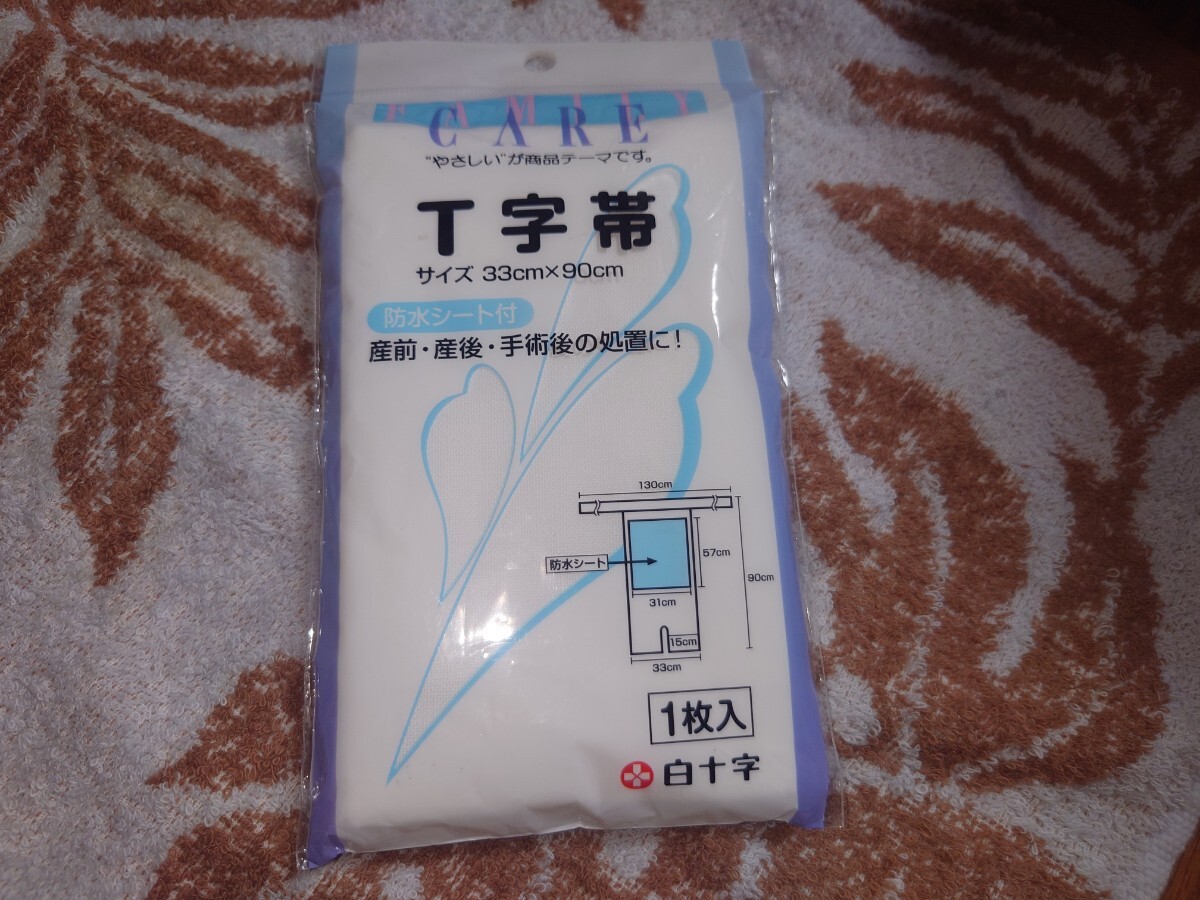 FAMILY
CARE
"やさしい"が商品テーマです。
T字帯
サイズ 33cm×90cm
防水シート付
産前・産後・手術後の処置に!
130cm
57cm
防水シート
90cm
31cm
15cm
33cm
1枚入
白十字